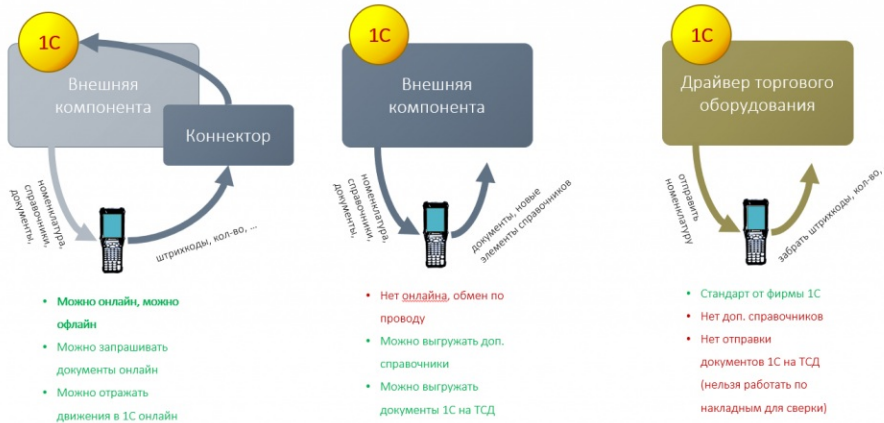 1С
Внешняя
компонента
Коннектор
номенклатура,
справочники,
документы,
штрихкоды, кол-во, ...
• Можно онлайн, можно
офлайн
• Можно запрашивать
документы онлайн
• Можно отражать
движения в 1С онлайн
1С
Внешняя
компонента
номенклатура,
справочники,
документы,
документы, новые
элементы справочников
• Нет онлайна, обмен по
проводу
• Можно выгружать доп.
справочники
• Можно выгружать
документы 1С на ТСД
1С
Драйвер торгового
оборудования
отправить
номенклатуру
забрать штрихкоды, кол-во,
• Стандарт от фирмы 1С
• Нет доп. справочников
• Нет отправки
документов 1С на ТСД
(нельзя работать по
накладным для сверки)